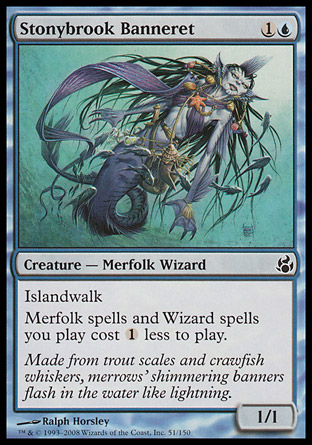 Stonybrook Banneret 1
Creature — Merfolk Wizard
Islandwalk
Merfolk spells and Wizard spells
you play cost 1 less to play.
Made from trout scales and crawfish
whiskers, merrows' shimmering banners
flash in the water like lightning.
Ralph Horsley
™ & © 1993–2008 Wizards of the Coast, Inc. 51/150
1/1